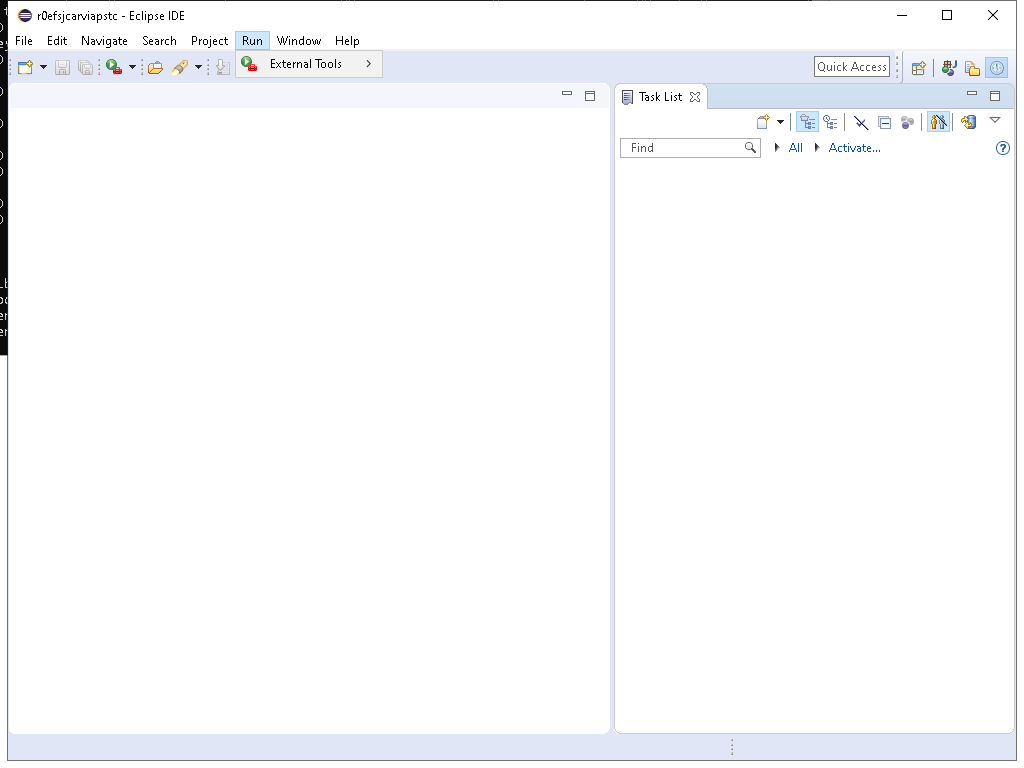 r0efsjcarviapstc - Eclipse IDE
File Edit Navigate Search Project Run Window Help
External Tools
Quick Access
Task List
Find All Activate...